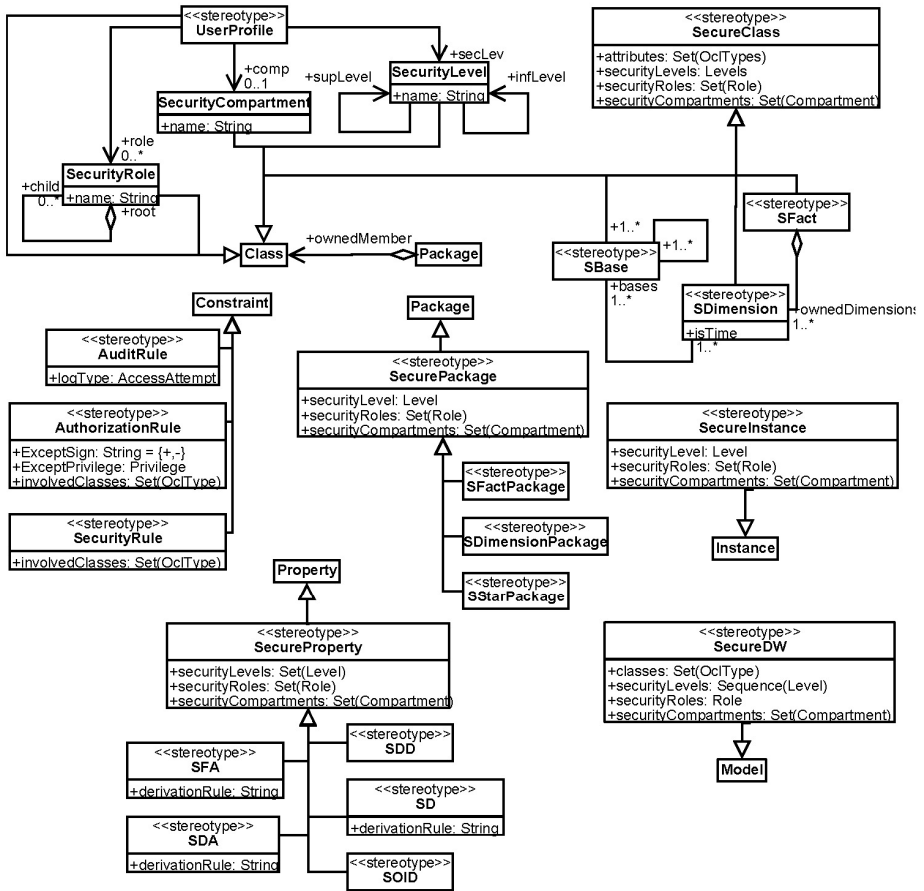 <<stereotype>>
UserProfile
+comp
0..1
+secLev
+supLevel
SecurityLevel
+infLevel
+name: String
SecurityCompartment
+name: String
+role
0..*
SecurityRole
+child
0..*
+name: String
+root
Class
+ownedMember
Package
<<stereotype>>
SecureClass
+attributes: Set(OclTypes)
+securityLevels: Levels
+securityRoles: Set(Role)
+securityCompartments: Set(Compartment)
<<stereotype>>
SFact
+1..*
+1..*
<<stereotype>>
SBase
+bases
1..*
<<stereotype>>
SDimension
+isTime
1..*
+ownedDimensions
1..*
Constraint
<<stereotype>>
AuditRule
+logType: AccessAttempt
<<stereotype>>
AuthorizationRule
+ExceptSign: String = {+,-}
+ExceptPrivilege: Privilege
+involvedClasses: Set(OclType)
<<stereotype>>
SecurityRule
+involvedClasses: Set(OclType)
Package
<<stereotype>>
SecurePackage
+securityLevel: Level
+securityRoles: Set(Role)
+securityCompartments: Set(Compartment)
<<stereotype>>
SFactPackage
<<stereotype>>
SDimensionPackage
<<stereotype>>
SStarPackage
<<stereotype>>
SecureInstance
+securityLevel: Level
+securityRoles: Set(Role)
+securityCompartments: Set(Compartment)
Instance
Property
<<stereotype>>
SecureProperty
+securityLevels: Set(Level)
+securityRoles: Set(Role)
+securityCompartments: Set(Compartment)
<<stereotype>>
SDD
<<stereotype>>
SFA
+derivationRule: String
<<stereotype>>
SD
+derivationRule: String
<<stereotype>>
SDA
+derivationRule: String
<<stereotype>>
SOID
<<stereotype>>
SecureDW
+classes: Set(OclType)
+securityLevels: Sequence(Level)
+securityRoles: Role
+securityCompartments: Set(Compartment)
Model